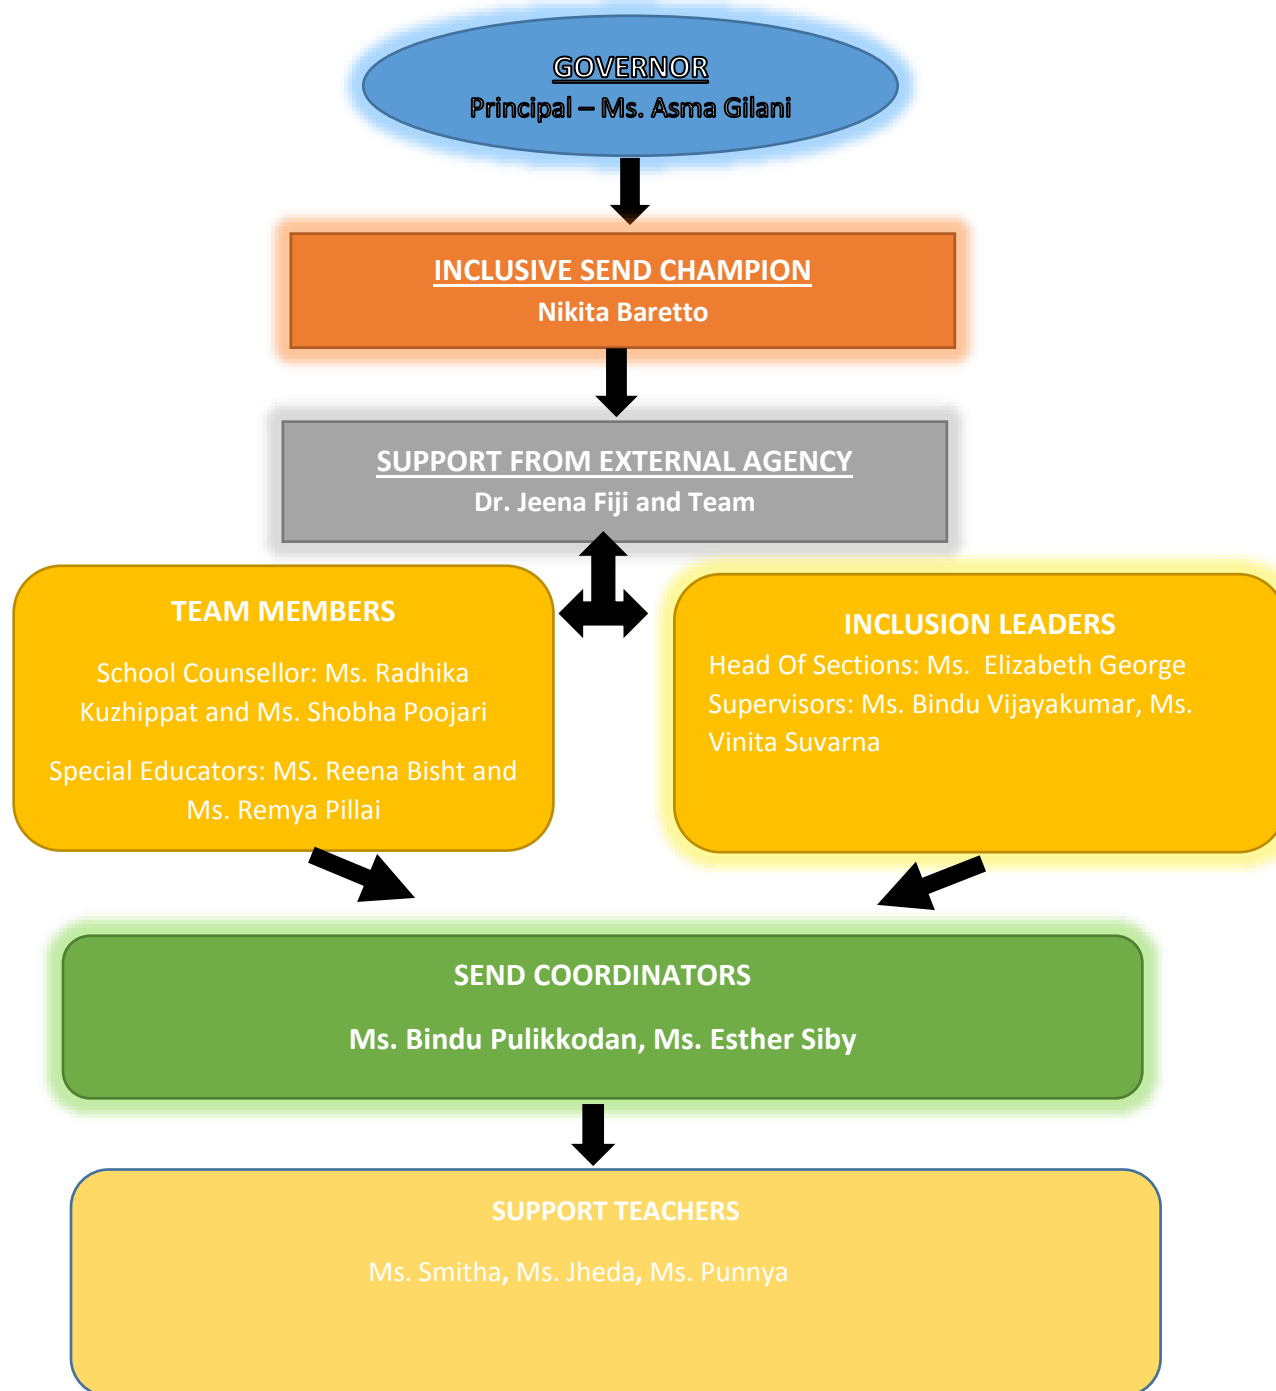 GOVERNOR
Principal – Ms. Asma Gilani
INCLUSIVE SEND CHAMPION
Nikita Baretto
SUPPORT FROM EXTERNAL AGENCY
Dr. Jeena Fiji and Team
TEAM MEMBERS
School Counsellor: Ms. Radhika
Kuzhippat and Ms. Shobha Poojari
Special Educators: MS. Reena Bisht and
Ms. Remya Pillai
INCLUSION LEADERS
Head Of Sections: Ms.  Elizabeth George
Supervisors: Ms. Bindu Vijayakumar, Ms.
Vinita Suvarna
SEND COORDINATORS
Ms. Bindu Pulikkodan, Ms. Esther Siby
SUPPORT TEACHERS
Ms. Smitha, Ms. Jheda, Ms. Punnya